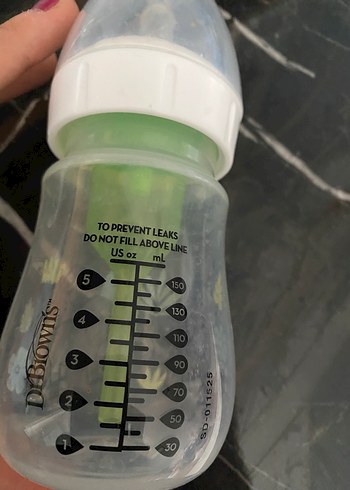 TO PREVENT LEAKS
DO NOT FILL ABOVE LINE
US oz mL
5 150
130
4
110
3 90
70
2
50
1 30
Dr Brown's™
SD-011525